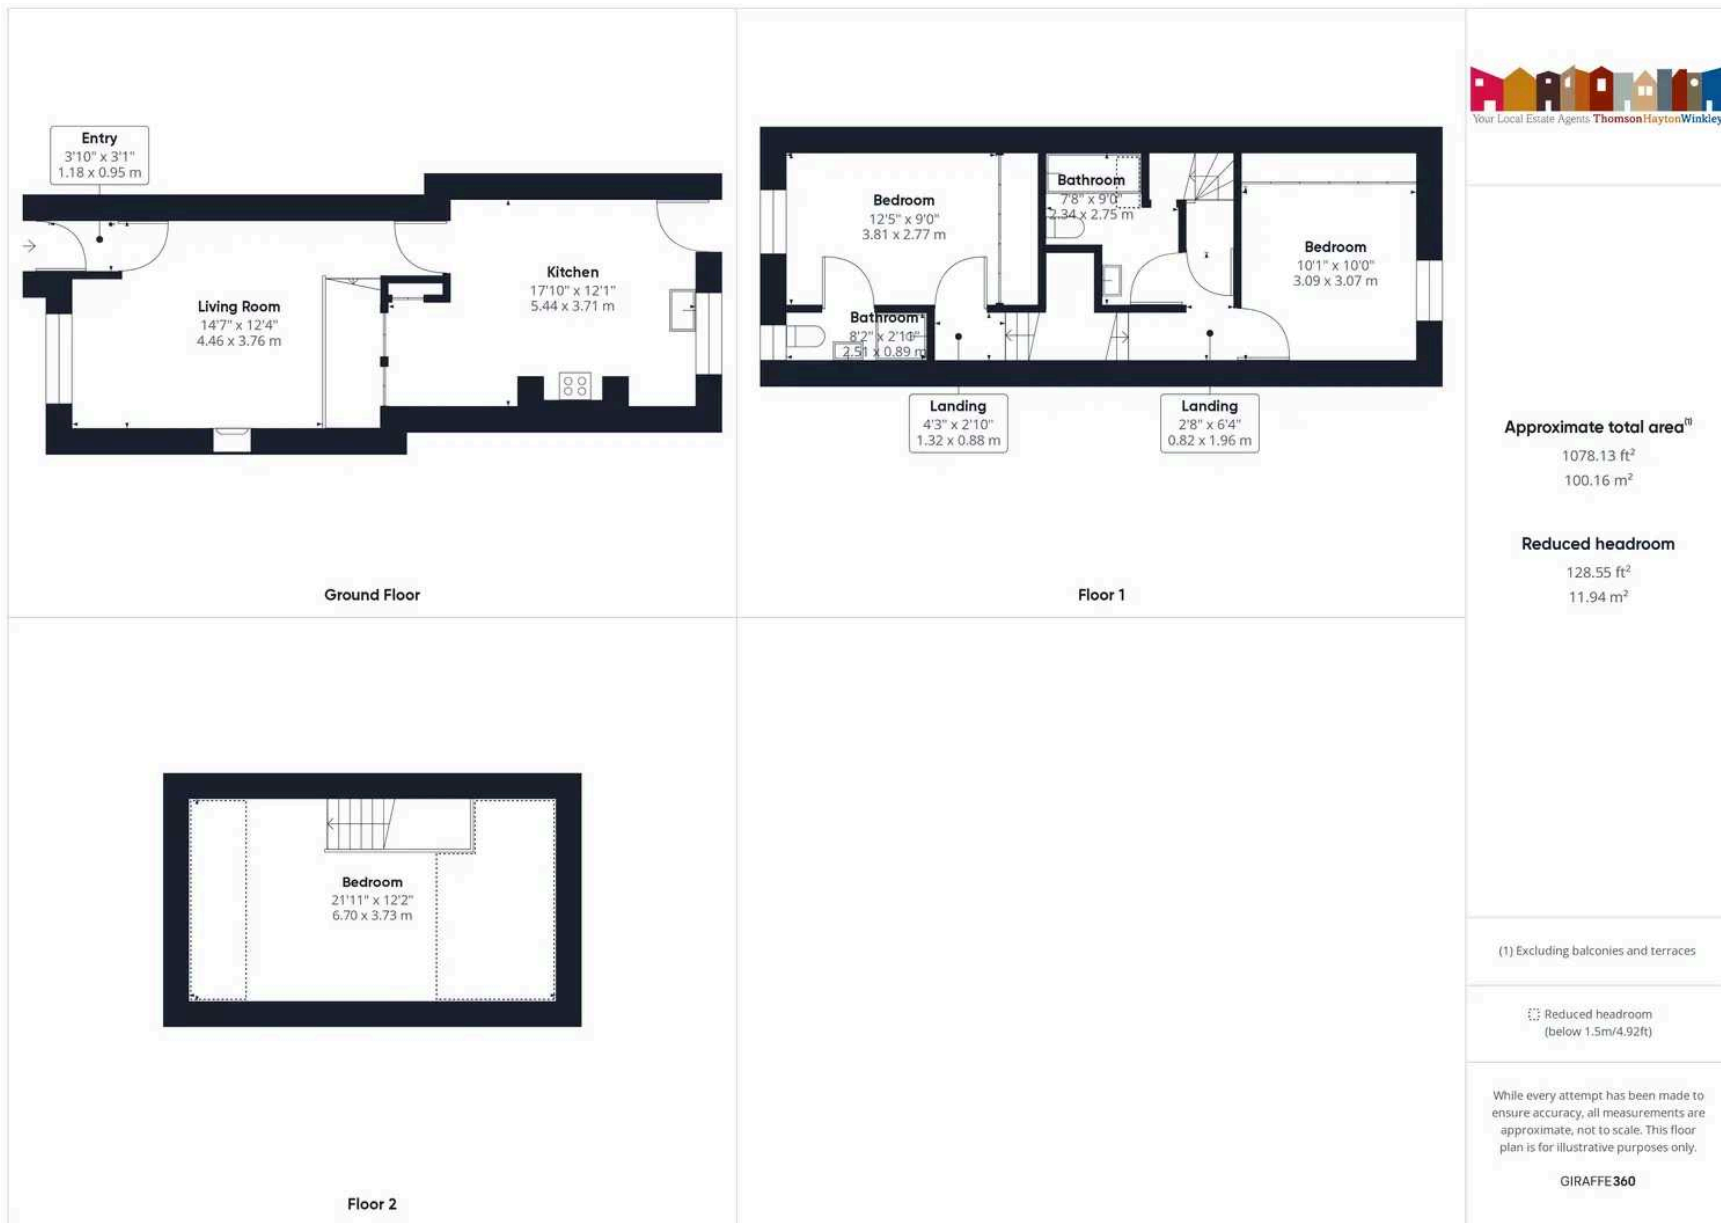 Entry
3'10" x 3'1"
1.18 x 0.95 m
Living Room
14'7" x 12'4"
4.46 x 3.76 m
Kitchen
17'10" x 12'1"
5.44 x 3.71 m
Ground Floor
Bedroom
12'5" x 9'0"
3.81 x 2.77 m
Bathroom
7'8" x 9'0"
2.34 x 2.75 m
Bedroom
10'1" x 10'0"
3.09 x 3.07 m
Bathroom
8'2" x 2'11"
2.51 x 0.89 m
Landing
4'3" x 2'10"
1.32 x 0.88 m
Landing
2'8" x 6'4"
0.82 x 1.96 m
Floor 1
Bedroom
21'11" x 12'2"
6.70 x 3.73 m
Floor 2
Your Local Estate Agents ThomsonHaytonWinkley
Approximate total area(1)
1078.13 ft²
100.16 m²
Reduced headroom
128.55 ft²
11.94 m²
(1) Excluding balconies and terraces
Reduced headroom
(below 1.5m/4.92ft)
While every attempt has been made to
ensure accuracy, all measurements are
approximate, not to scale. This floor
plan is for illustrative purposes only.
GIRAFFE360